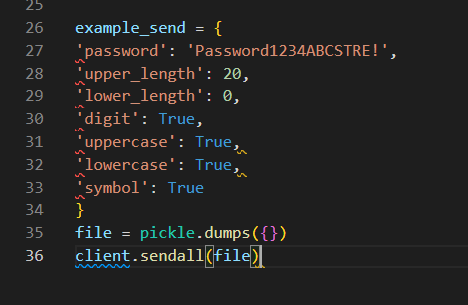 25
26 example_send = {
27 'password': 'Password1234ABCSTRE!',
28 'upper_length': 20,
29 'lower_length': 0,
30 'digit': True,
31 'uppercase': True,
32 'lowercase': True,
33 'symbol': True
34 }
35 file = pickle.dumps({})
36 client.sendall(file)